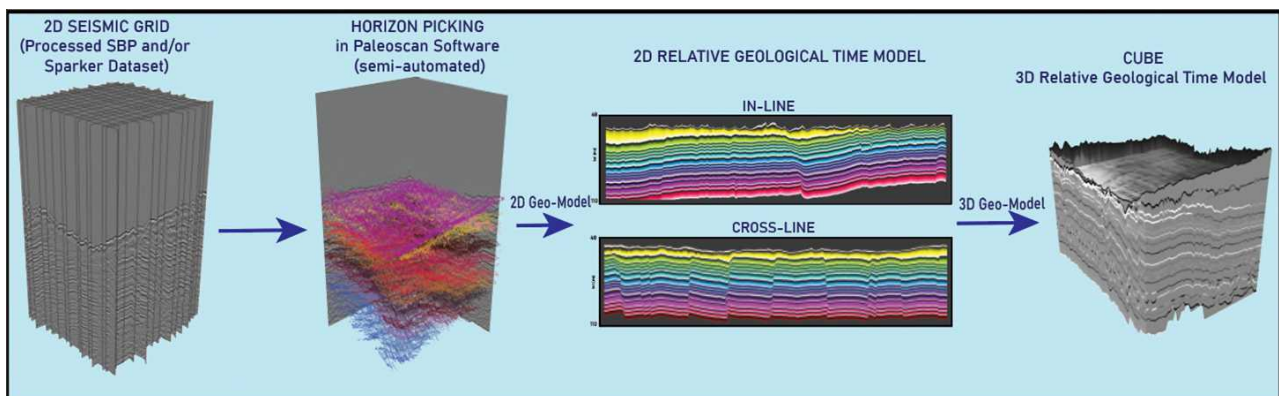 2D SEISMIC GRID
(Processed SBP and/or
Sparker Dataset)
HORIZON PICKING
in Paleoscan Software
(semi-automated)
2D Geo-Model
2D RELATIVE GEOLOGICAL TIME MODEL
IN-LINE
CROSS-LINE
3D Geo-Model
CUBE
3D Relative Geological Time Model